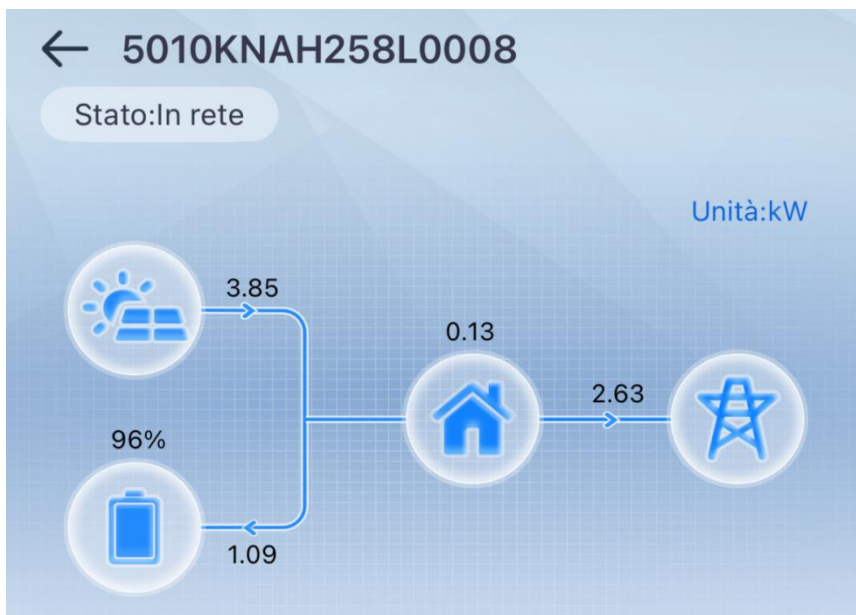 5010KNAH258L0008
Stato:In rete
Unità:kW
3.85
0.13
2.63
96%
1.09